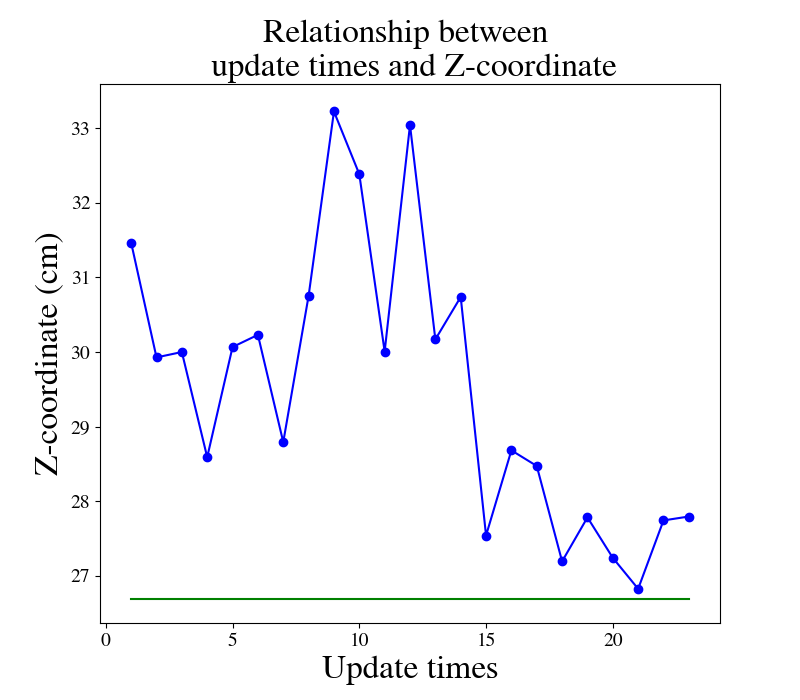 Relationship between
update times and Z-coordinate
Z-coordinate (cm)
33
32
31
30
29
28
27
0 5 10 15 20
Update times